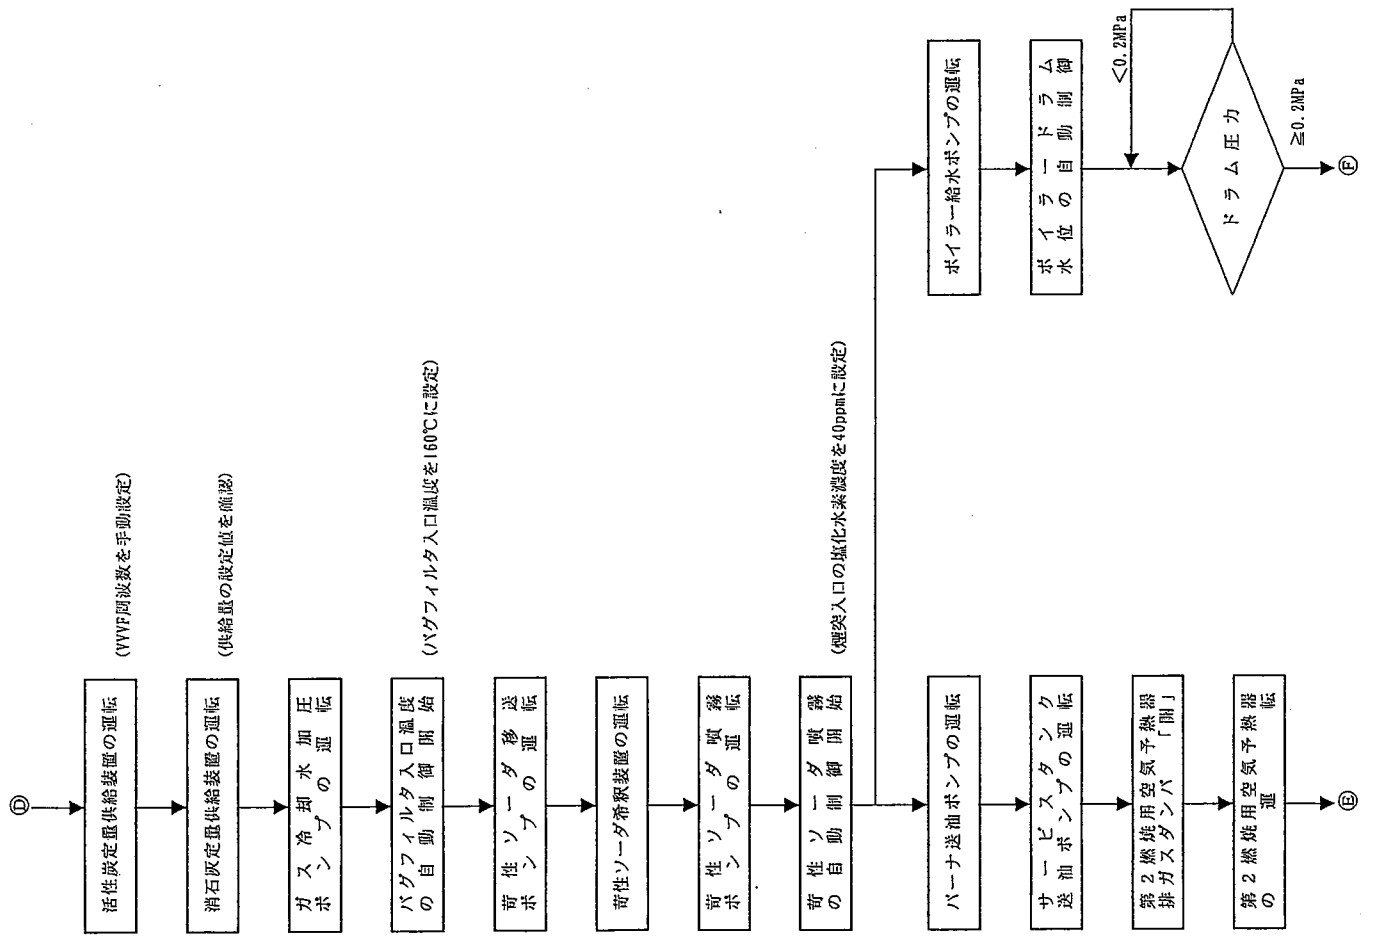 Ⓓ
活性炭定量供給装置の運転
(VVVF周波数を手動設定)
消石灰定量供給装置の運転
(供給量の設定値を確認)
ガス冷却水加圧
ポンプの運転
バグフィルタ入口温度
の自動制御開始
(バグフィルタ入口温度を160℃に設定)
苛性ソーダ移送
ポンプの運転
苛性ソーダ希釈装置の運転
苛性ソーダ噴霧
ポンプの運転
苛性ソーダ噴霧
の自動制御開始
(煙突入口の塩化水素濃度を40ppmに設定)
バーナ送油ポンプの運転
サービスタンク
送油ポンプの運転
第2燃焼用空気予熱器
排ガスダンパ「開」
第2燃焼用空気予熱器
の運転
Ⓔ
ボイラー給水ポンプの運転
ボイラードラム
水位の自動制御
<0.2MPa
ドラム圧力
≧0.2MPa
Ⓕ